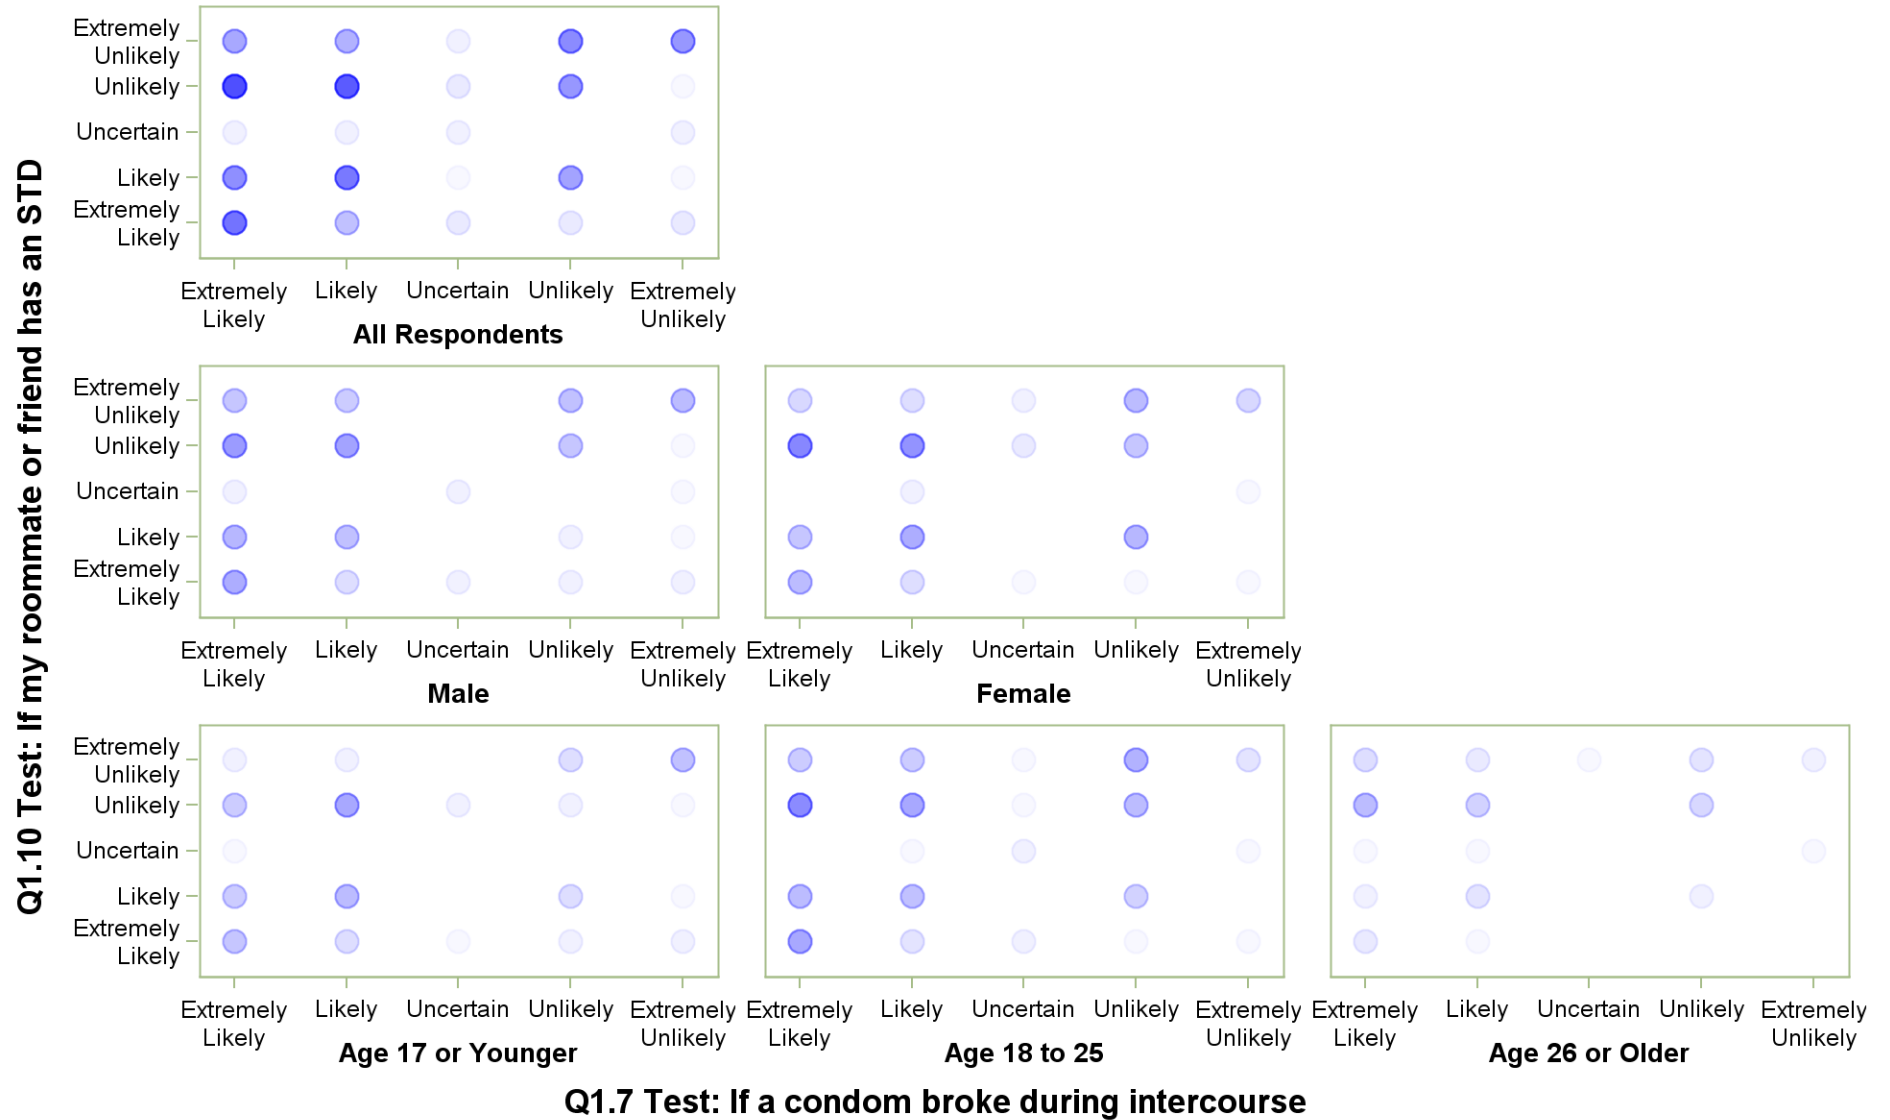 Q1.10 Test: If my roommate or friend has an STD
Extremely
Unlikely
Unlikely
Uncertain
Likely
Extremely
Likely
Extremely Likely Uncertain Unlikely Extremely
Likely Unlikely
All Respondents
Extremely
Unlikely
Unlikely
Uncertain
Likely
Extremely
Likely
Extremely Likely Uncertain Unlikely Extremely Extremely Likely Uncertain Unlikely Extremely
Likely Unlikely Likely Unlikely
Male Female
Extremely
Unlikely
Unlikely
Uncertain
Likely
Extremely
Likely
Extremely Likely Uncertain Unlikely Extremely Extremely Likely Uncertain Unlikely Extremely Extremely Likely Uncertain Unlikely Extremely
Likely Unlikely Likely Unlikely Likely Unlikely
Age 17 or Younger Age 18 to 25 Age 26 or Older
Q1.7 Test: If a condom broke during intercourse